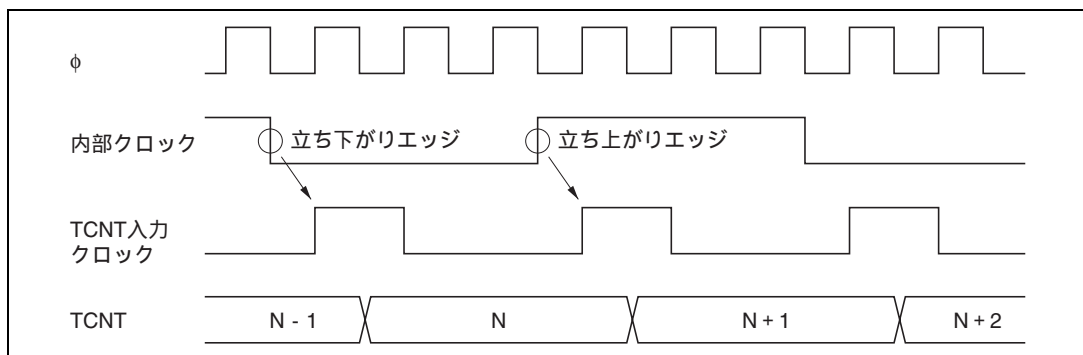 φ
内部クロック
立ち下がりエッジ
立ち上がりエッジ
TCNT入力
クロック
TCNT
N - 1
N
N + 1
N + 2